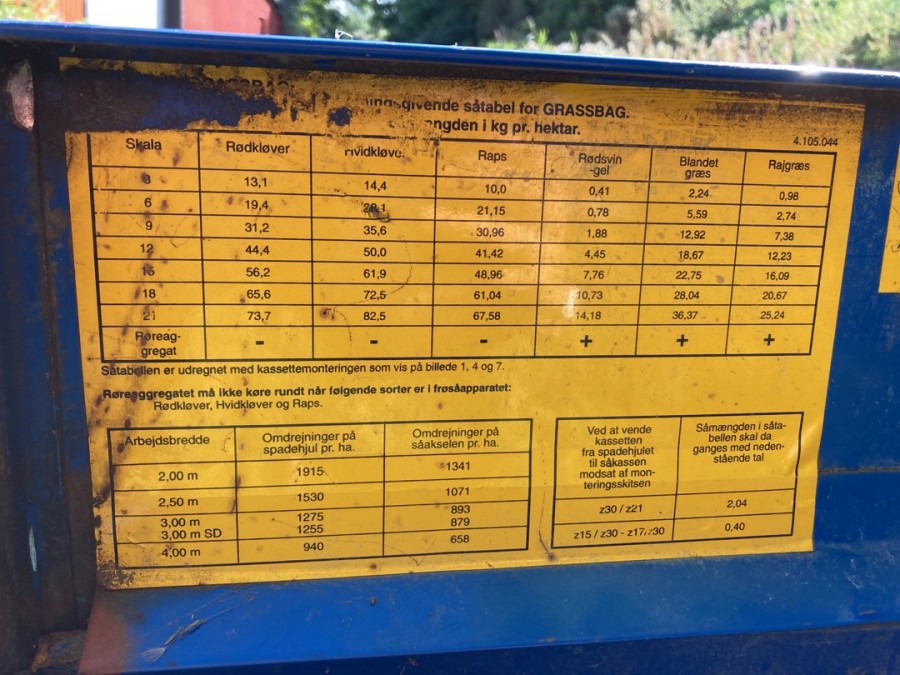 såtabel for GRASSBAG.
i kg pr. hektar.
4.105.044
Skala Rødkløver Hvidkløver Raps Rødsvin-gel Blandet græs Rajgræs
3 13,1 14,4 10,0 0,41 2,24 0,98
6 19,4 21,15 0,78 5,59 2,74
9 31,2 35,6 30,96 1,88 12,92 7,38
12 44,4 50,0 41,42 4,45 18,67 12,23
15 56,2 61,9 48,96 7,76 22,75 16,09
18 65,6 72,5 61,04 10,73 28,04 20,67
21 73,7 82,5 67,58 14,18 36,37 25,24
Røreag-gregat - - - + + +
Såtabellen er udregnet med kassettemonteringen som vis på billede 1, 4 og 7.
Røreaggregatet må ikke køre rundt når følgende sorter er i frøsåapparatet:
Rødkløver, Hvidkløver og Raps.
Arbejdsbredde Omdrejninger på spadehjul pr. ha. Omdrejninger på såakselen pr. ha.
2,00 m 1915 1341
2,50 m 1530 1071
3,00 m 1275 893
3,00 m SD 1255 879
4,00 m 940 658
Ved at vende
kassetten
fra spadehjulet
til såkassen
modsat af mon-
teringsskitsen
Såmængden i såta-
bellen skal da
ganges med neden-
stående tal
z30 / z21 2,04
z15 / z30 - z17/z30 0,40